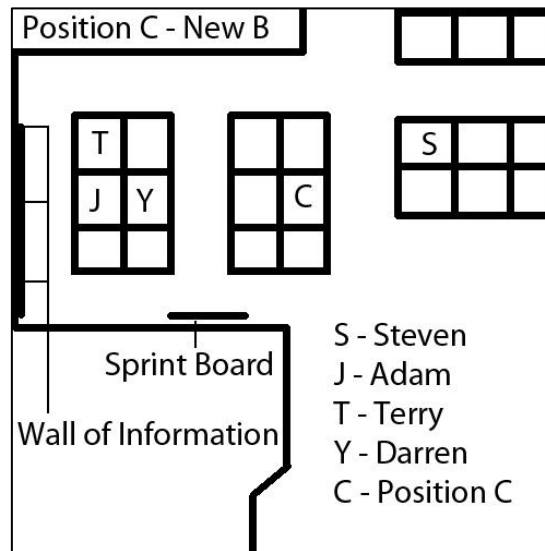 Position C - New B
T
S
J Y
C
S - Steven
Sprint Board
J - Adam
T - Terry
Wall of Information
Y - Darren
C - Position C